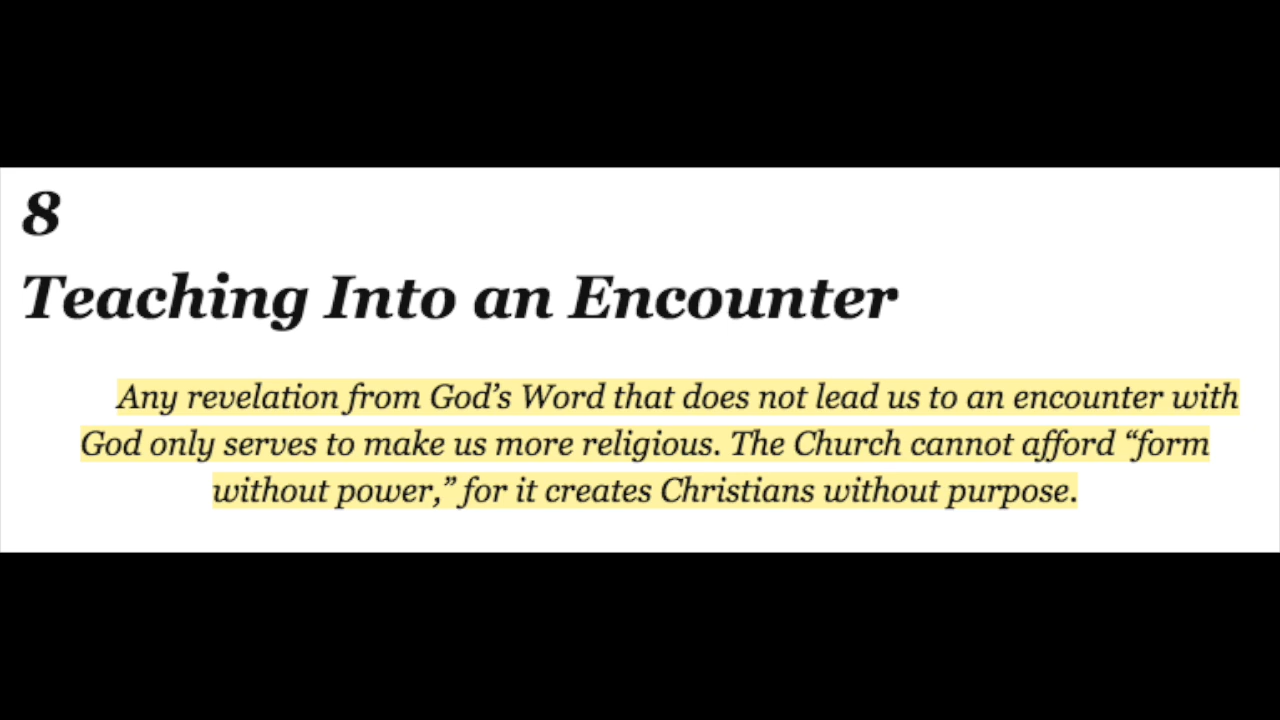 8
Teaching Into an Encounter
Any revelation from God’s Word that does not lead us to an encounter with
God only serves to make us more religious. The Church cannot afford “form
without power,” for it creates Christians without purpose.